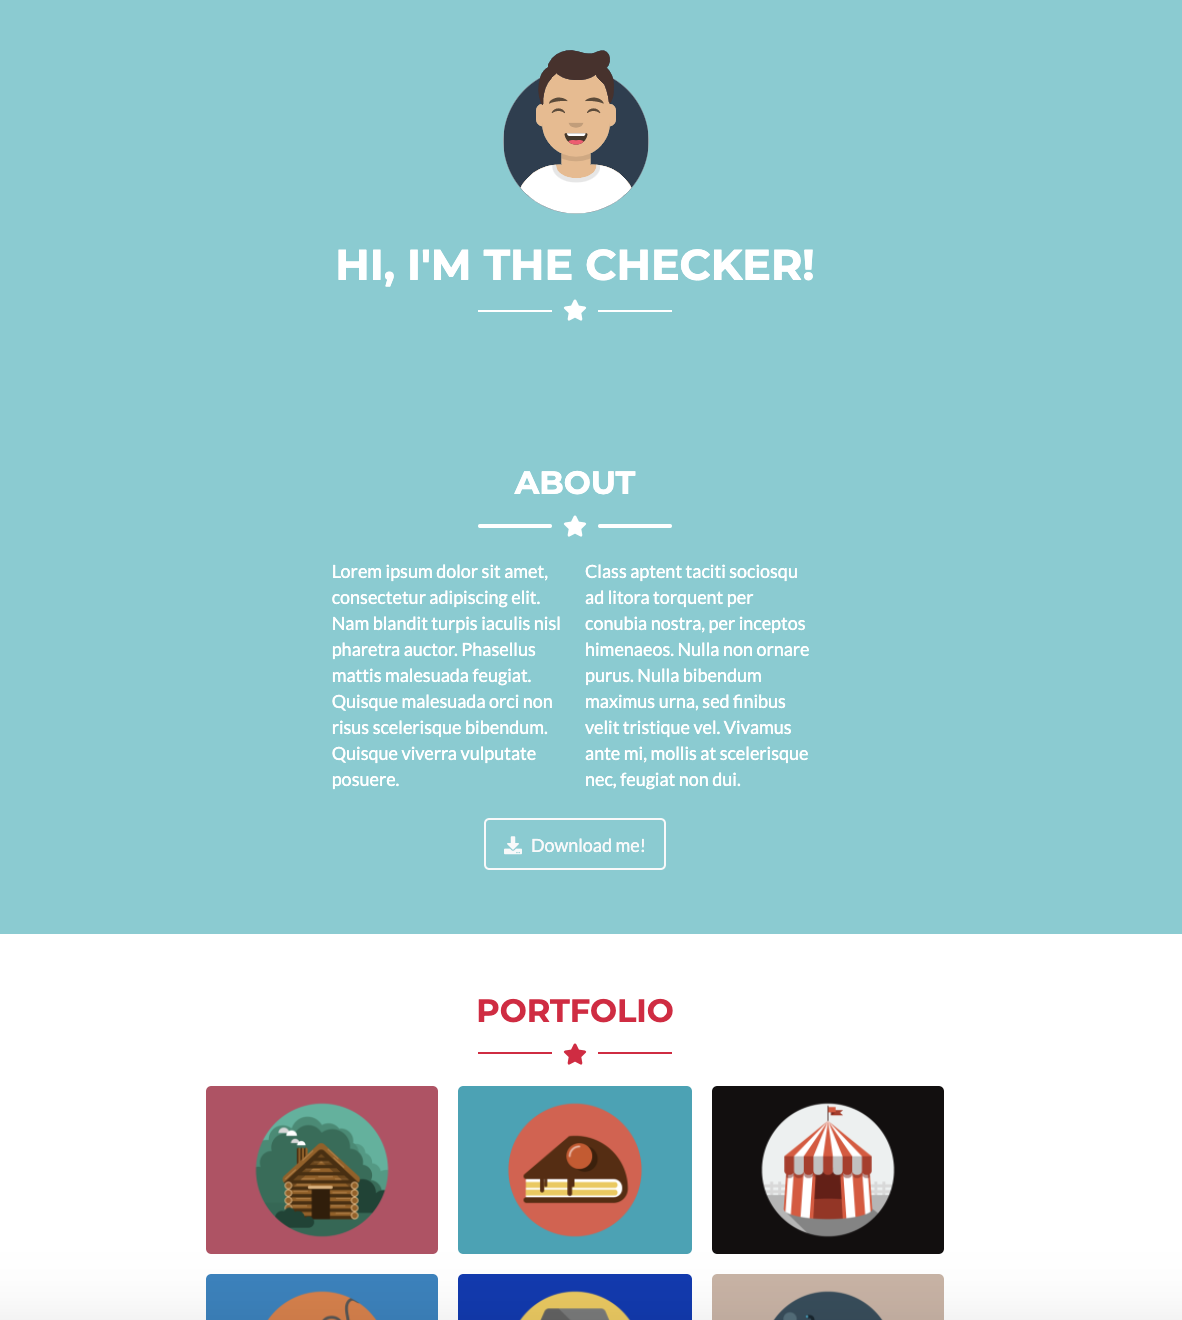 HI, I'M THE CHECKER!
ABOUT
Lorem ipsum dolor sit amet,
consectetur adipiscing elit.
Nam blandit turpis iaculis nisl
pharetra auctor. Phasellus
mattis malesuada feugiat.
Quisque malesuada orci non
risus scelerisque bibendum.
Quisque viverra vulputate
posuere.
Class aptent taciti sociosqu
ad litora torquent per
conubia nostra, per inceptos
himenaeos. Nulla non ornare
purus. Nulla bibendum
maximus urna, sed finibus
velit tristique vel. Vivamus
ante mi, mollis at scelerisque
nec, feugiat non dui.
Download me!
PORTFOLIO